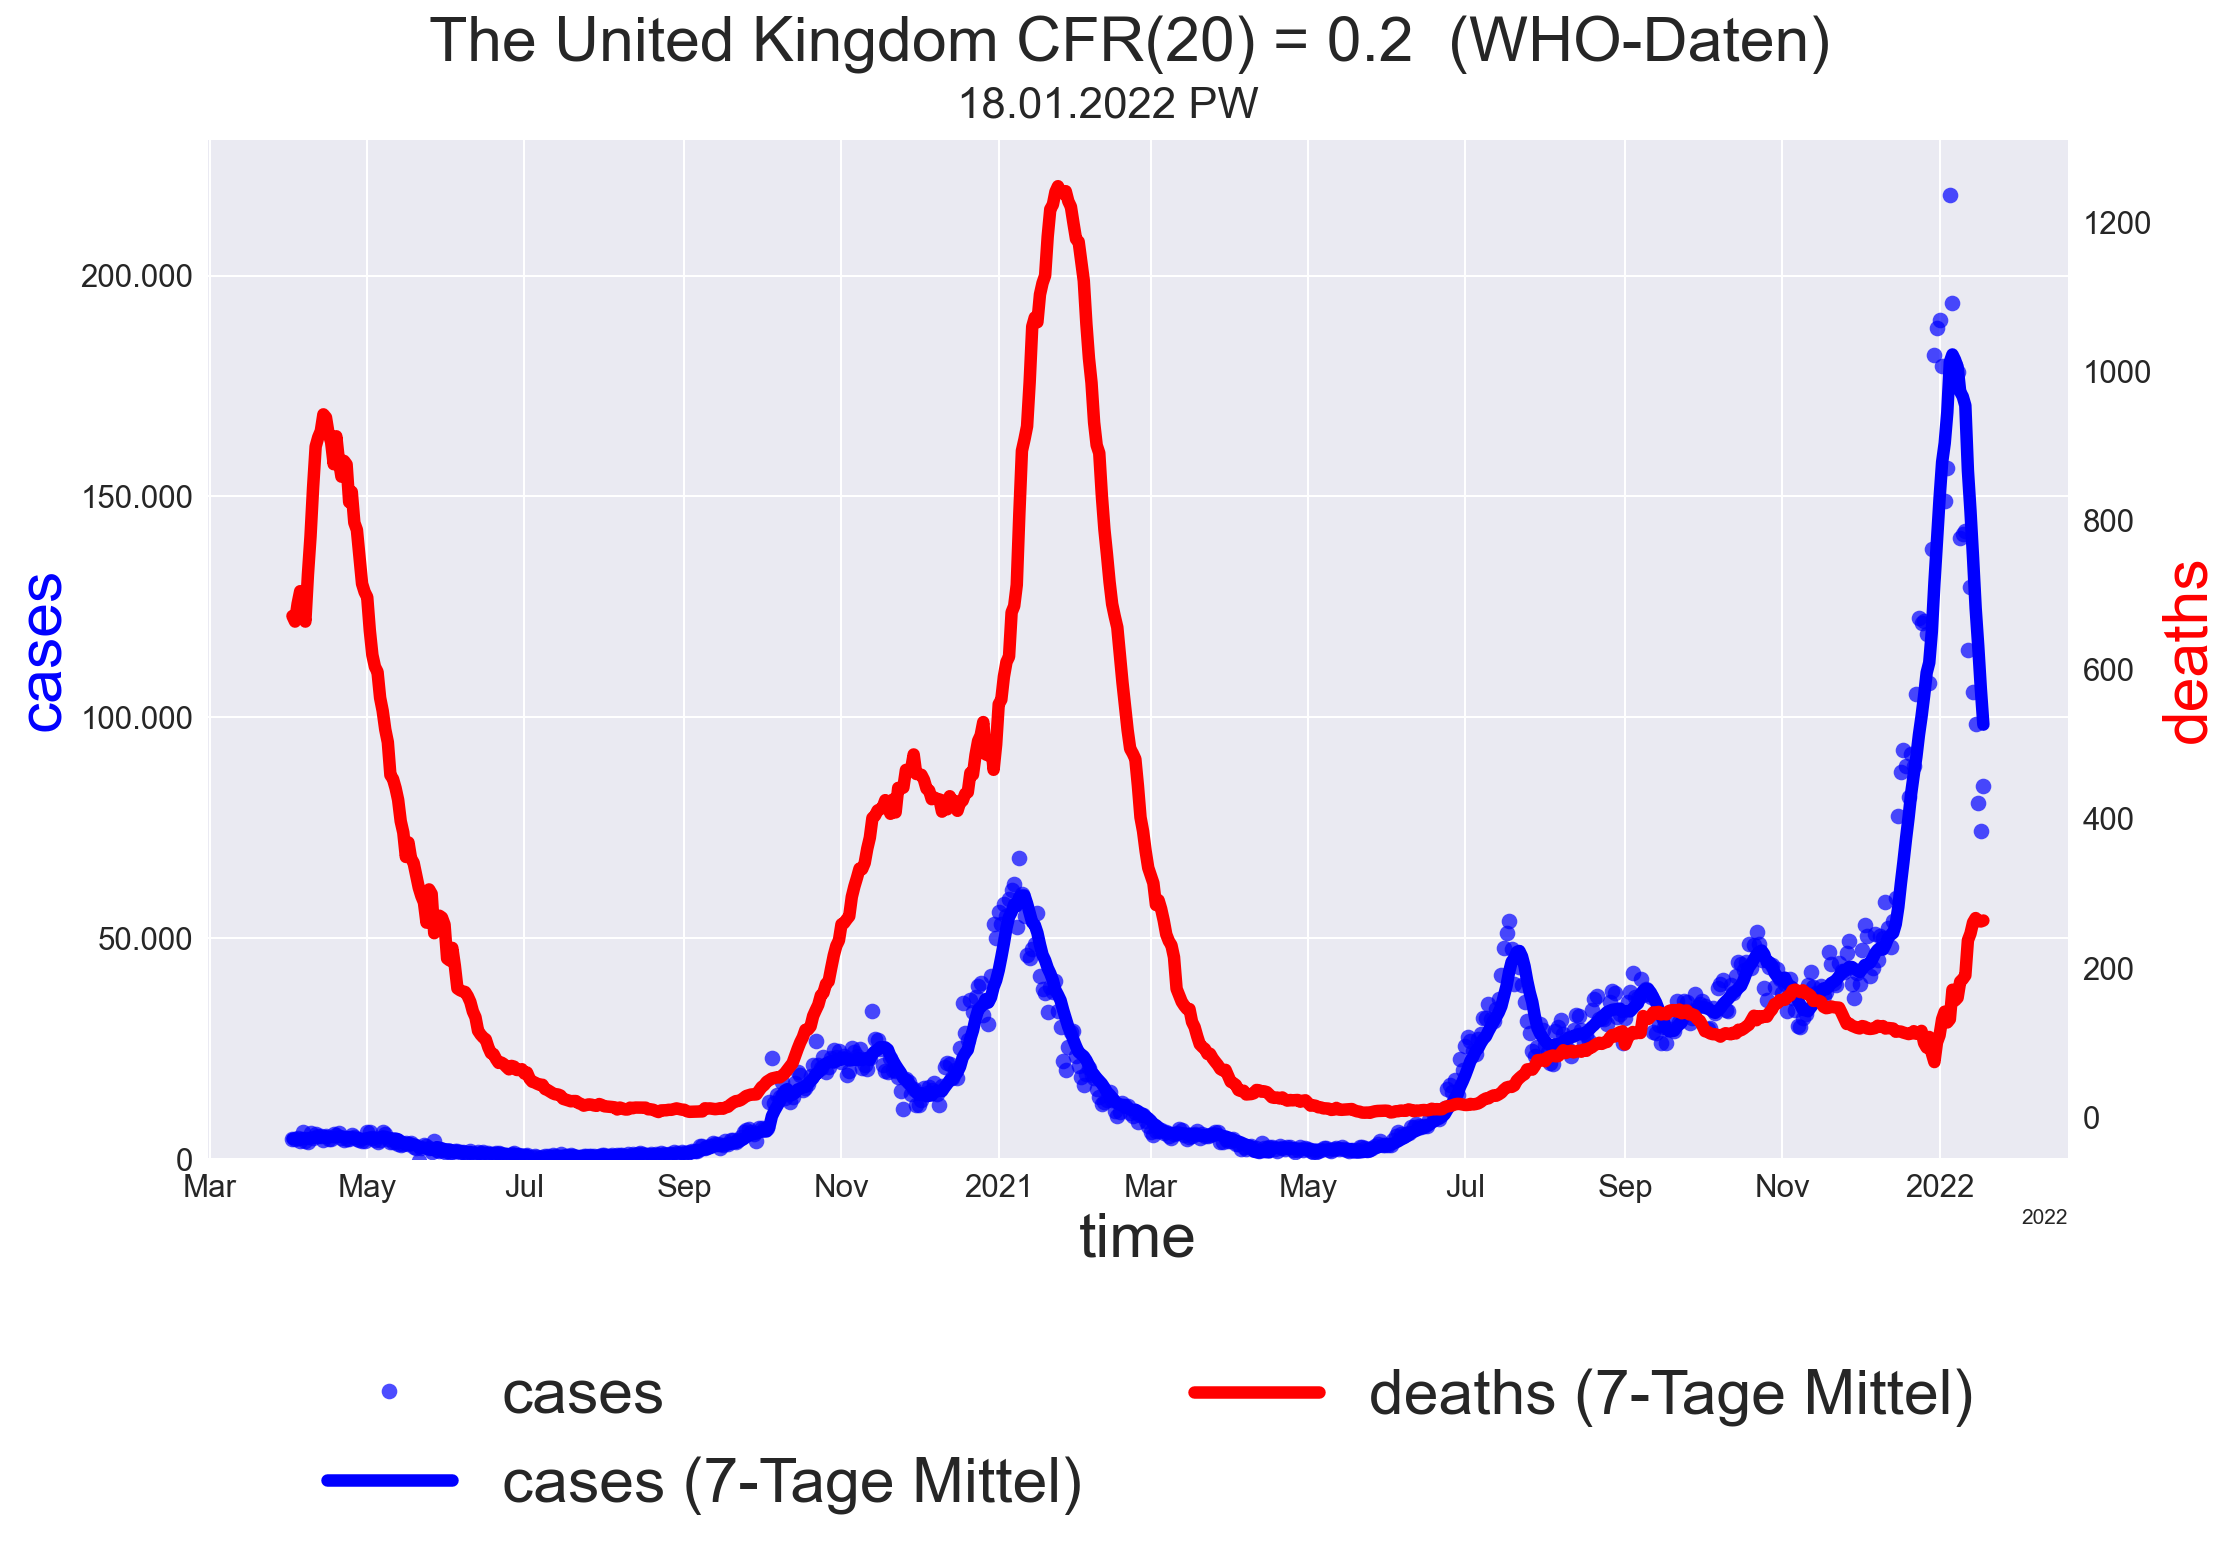 The United Kingdom CFR(20) = 0.2  (WHO-Daten)
18.01.2022 PW
cases
200.000
150.000
100.000
50.000
0
1200
1000
800
600
400
200
0
deaths
Mar May Jul Sep Nov 2021 Mar May Jul Sep Nov 2022
2022
time
cases
cases (7-Tage Mittel)
deaths (7-Tage Mittel)